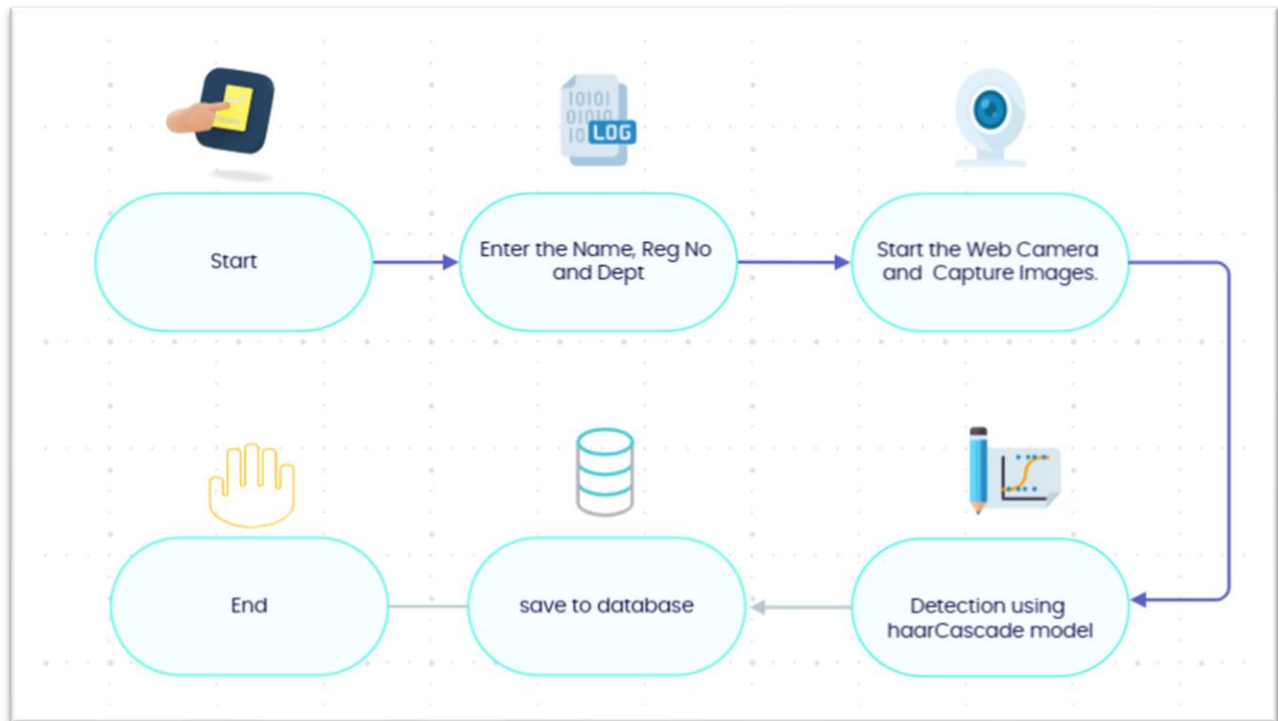 10101
01010
10
LOG
Start
Enter the Name, Reg No
and Dept
Start the Web Camera
and Capture Images.
Detection using
haarCascade model
save to database
End